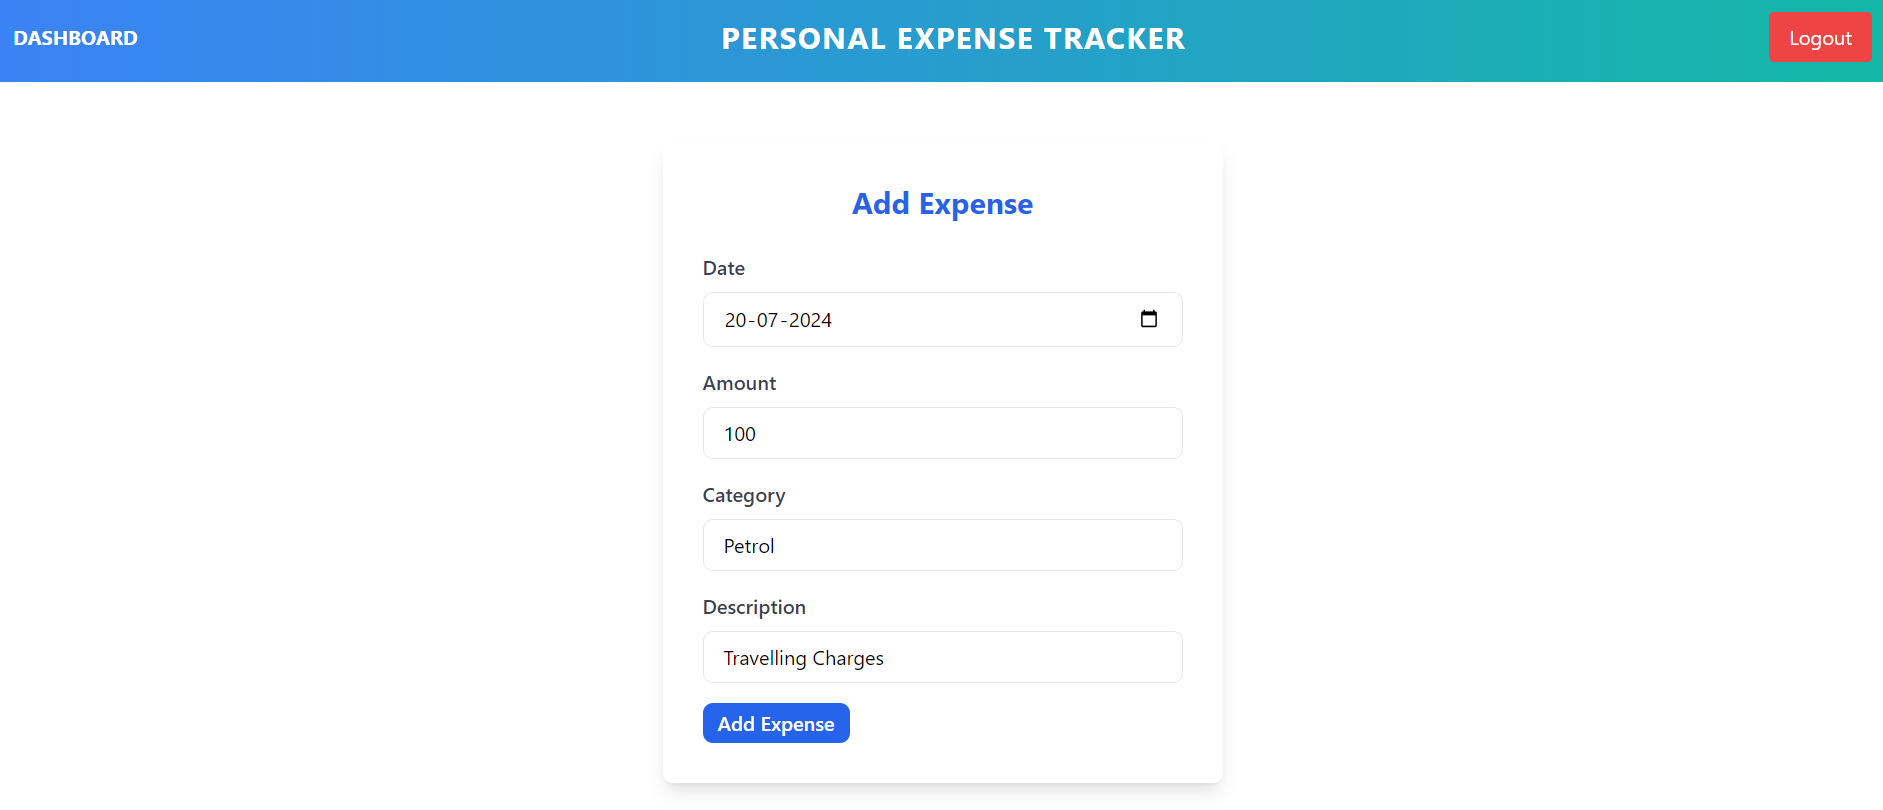 DASHBOARD
PERSONAL EXPENSE TRACKER
Logout
Add Expense
Date
20-07-2024
Amount
100
Category
Petrol
Description
Travelling Charges
Add Expense